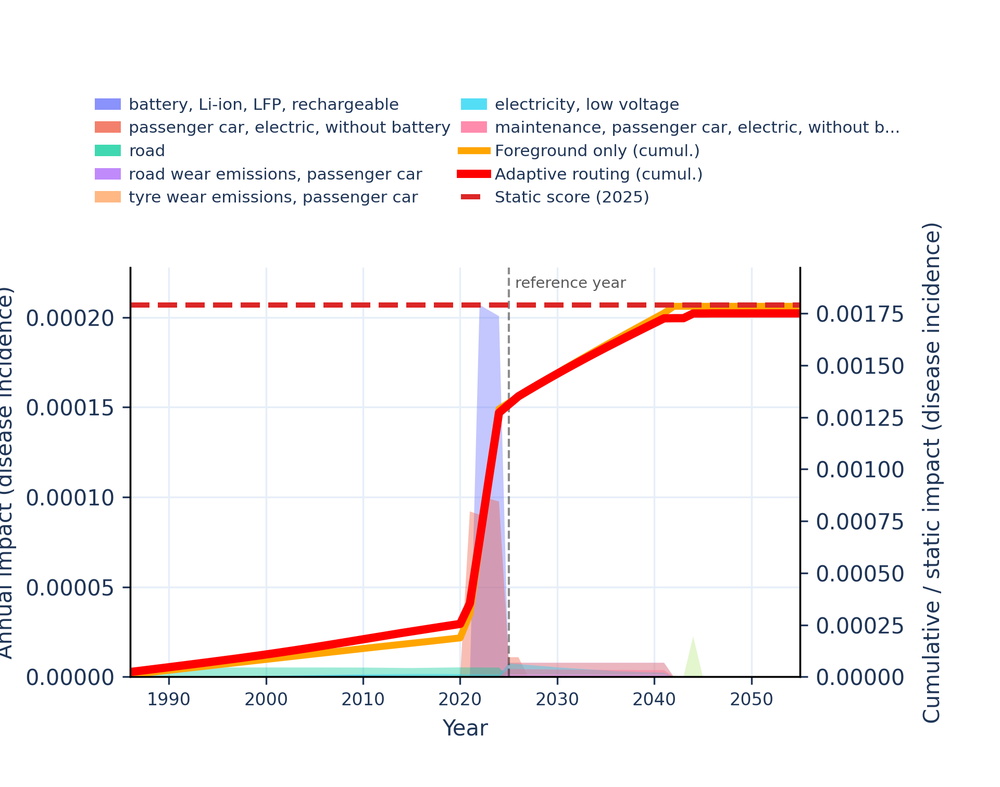 battery, Li-ion, LFP, rechargeable
passenger car, electric, without battery
road
road wear emissions, passenger car
tyre wear emissions, passenger car
electricity, low voltage
maintenance, passenger car, electric, without b...
Foreground only (cumul.)
Adaptive routing (cumul.)
Static score (2025)
reference year
Annual impact (disease incidence)
0.00020
0.00015
0.00010
0.00005
0.00000
0.00175
0.00150
0.00125
0.00100
0.00075
0.00050
0.00025
0.00000
Cumulative / static impact (disease incidence)
1990 2000 2010 2020 2030 2040 2050
Year